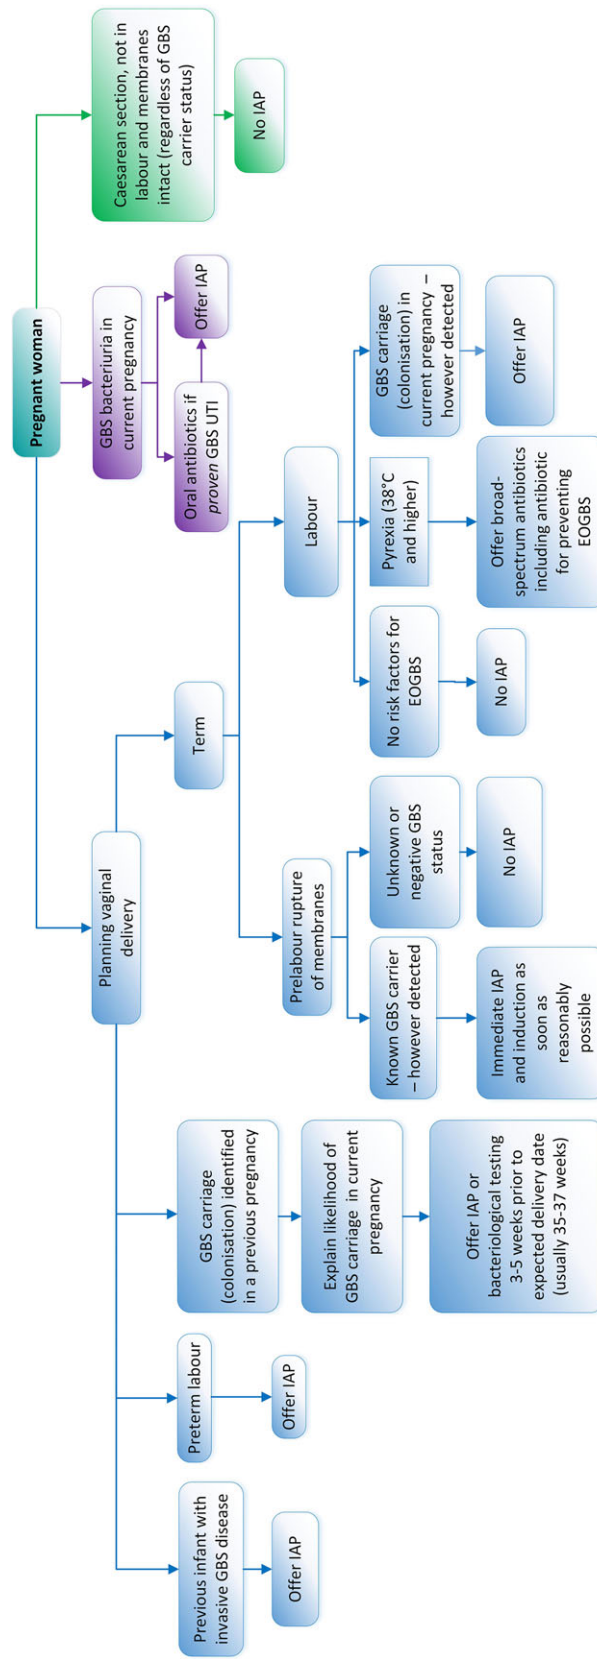 Pregnant woman
Planning vaginal
delivery
GBS bacteriuria in
current pregnancy
Caesarean section, not in
labour and membranes
intact (regardless of GBS
carrier status)
Previous infant with
invasive GBS disease
Preterm labour
GBS carriage
(colonisation) identified
in a previous pregnancy
Term
Oral antibiotics if
proven GBS UTI
Offer IAP
No IAP
Offer IAP
Offer IAP
Explain likelihood of
GBS carriage in current
pregnancy
Prelabour rupture
of membranes
Labour
Offer IAP or
bacteriological testing
3-5 weeks prior to
expected delivery date
(usually 35-37 weeks)
Known GBS carrier
– however detected
Unknown or
negative GBS
status
No risk factors for
EOGBS
Pyrexia (38°C
and higher)
GBS carriage
(colonisation) in
current pregnancy –
however detected
Immediate IAP
and induction as
soon as
reasonably
possible
No IAP
No IAP
Offer broad-
spectrum antibiotics
including antibiotic
for preventing
EOGBS
Offer IAP